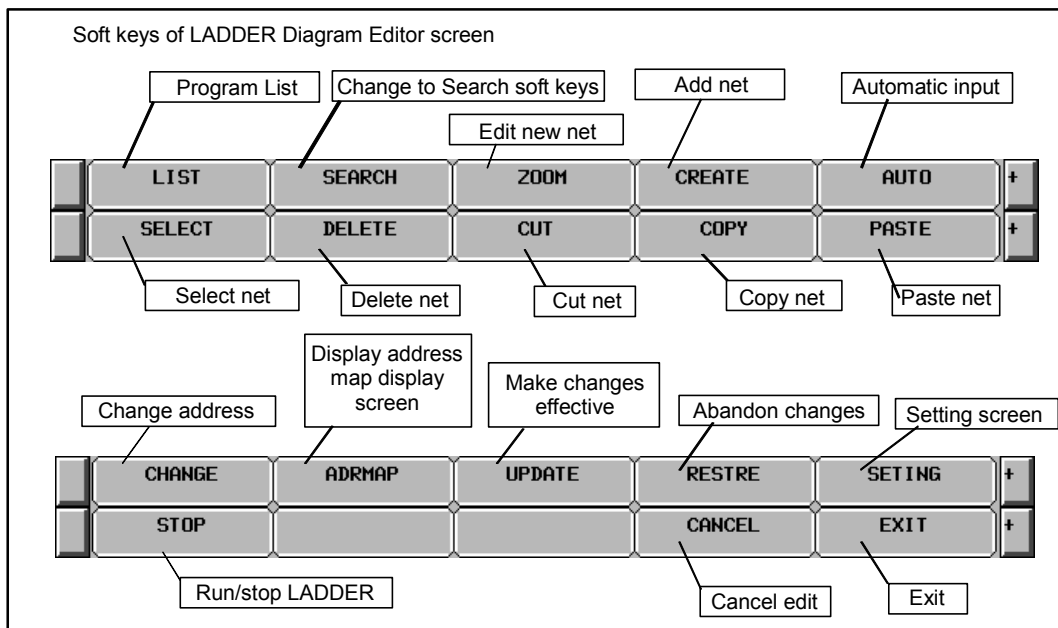 Soft keys of LADDER Diagram Editor screen
Program List
Change to Search soft keys
Add net
Automatic input
Edit new net
LIST SEARCH ZOOM CREATE AUTO +
SELECT DELETE CUT COPY PASTE +
Select net
Delete net
Cut net
Copy net
Paste net
Display address
map display
screen
Make changes
effective
Change address
Abandon changes
Setting screen
CHANGE ADRMAP UPDATE RESTRE SETING +
STOP CANCEL EXIT +
Run/stop LADDER
Cancel edit
Exit